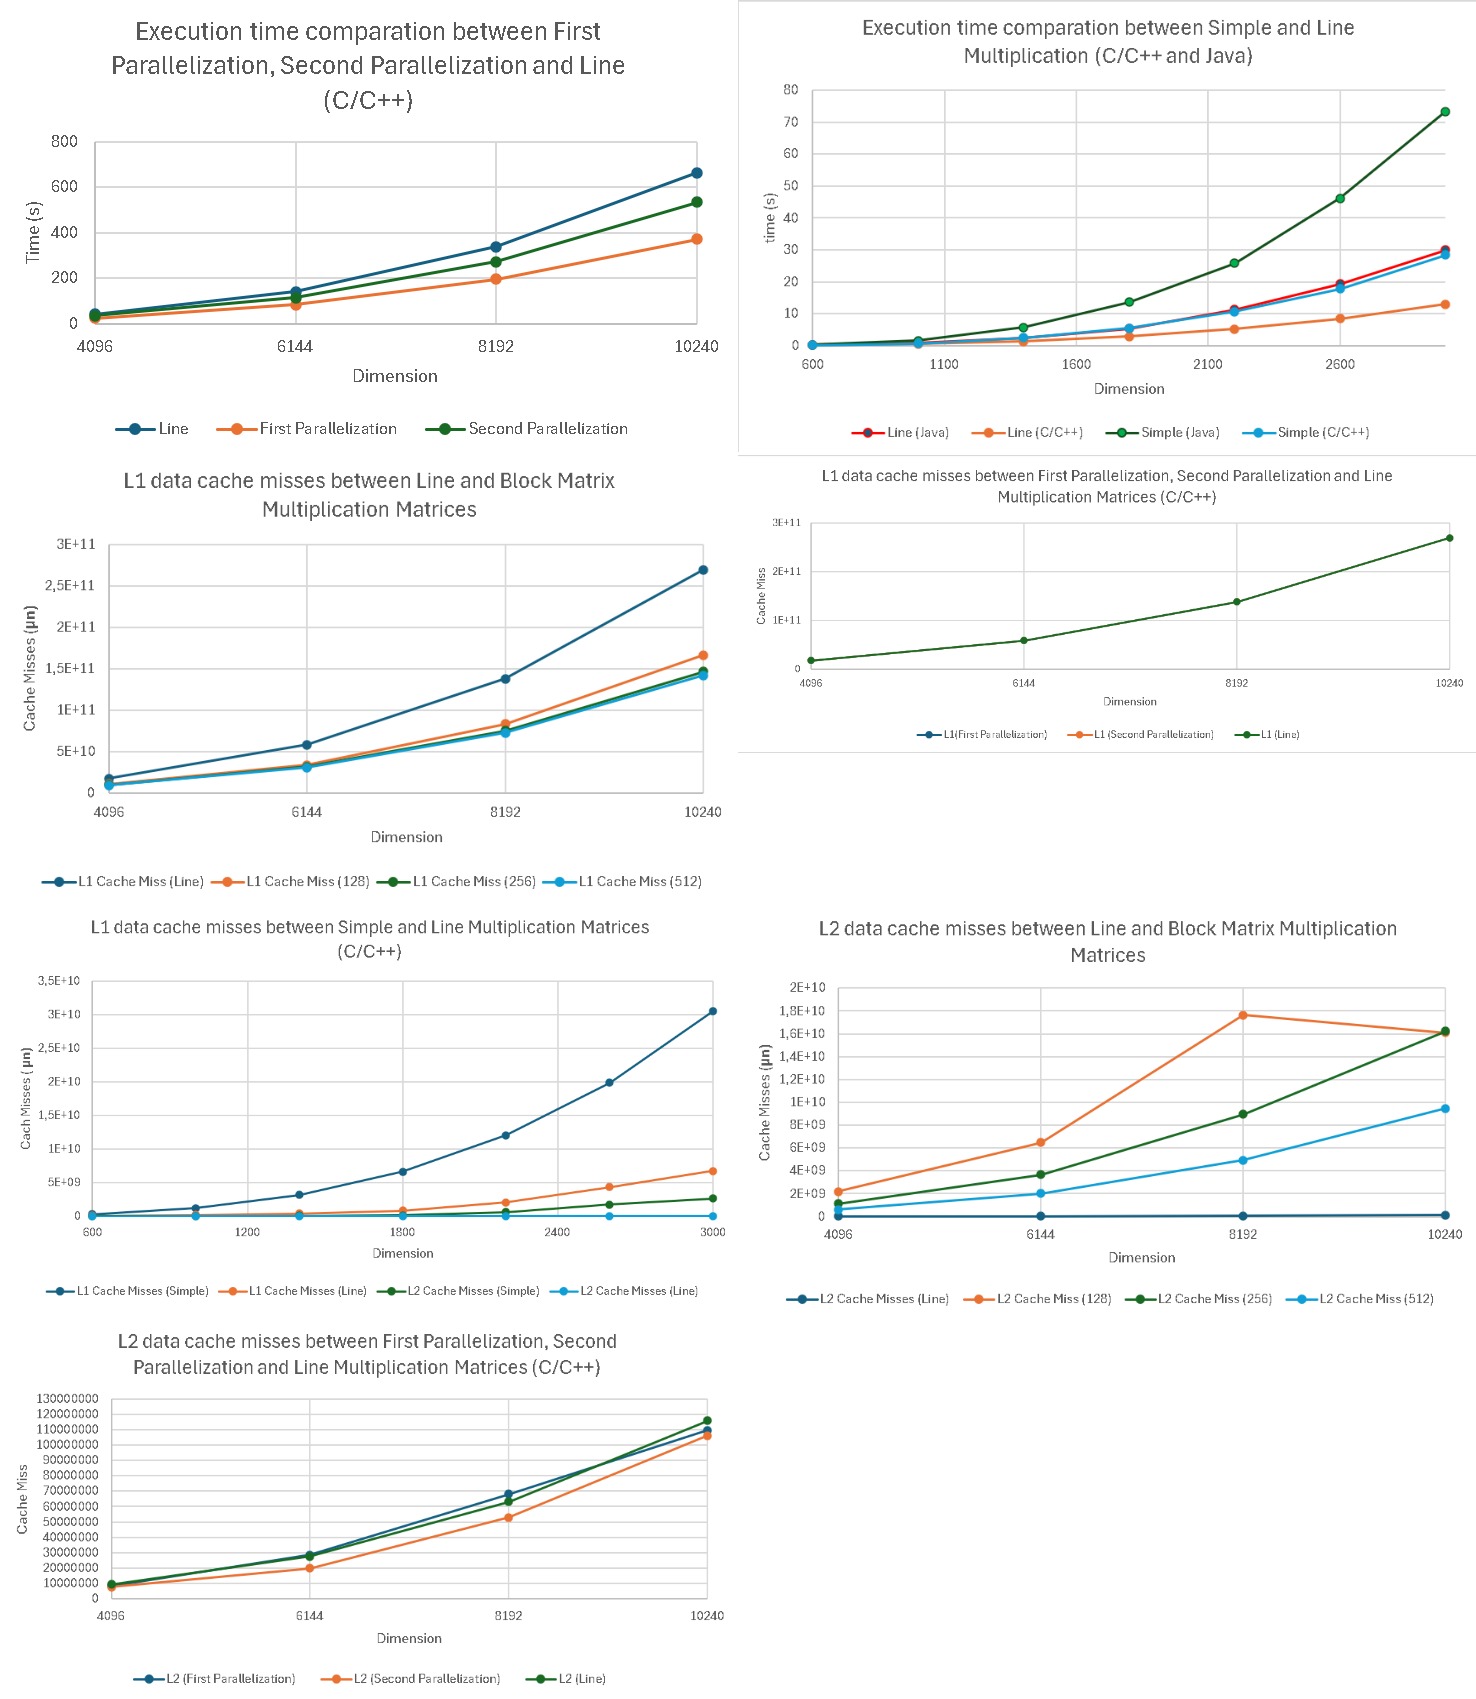 Execution time comparation between First
Parallelization, Second Parallelization and Line
(C/C++)
800
600
400
200
0
Time (s)
4096
6144
8192
10240
Dimension
Line
First Parallelization
Second Parallelization
Execution time comparation between Simple and Line
Multiplication (C/C++ and Java)
80
70
60
50
40
30
20
10
0
time (s)
600
1100
1600
2100
2600
Dimension
Line (Java)
Line (C/C++)
Simple (Java)
Simple (C/C++)
L1 data cache misses between Line and Block Matrix
Multiplication Matrices
3E+11
2,5E+11
2E+11
1,5E+11
1E+11
5E+10
0
Cache Misses (µn)
4096
6144
8192
10240
Dimension
L1 Cache Miss (Line)
L1 Cache Miss (128)
L1 Cache Miss (256)
L1 Cache Miss (512)
L1 data cache misses between First Parallelization, Second Parallelization and Line
Multiplication Matrices (C/C++)
3E+11
2E+11
1E+11
0
Cache Miss
4096
6144
8192
10240
Dimension
L1(First Parallelization)
L1 (Second Parallelization)
L1 (Line)
L1 data cache misses between Simple and Line Multiplication Matrices
(C/C++)
3,5E+10
3E+10
2,5E+10
2E+10
1,5E+10
1E+10
5E+09
0
Cach Misses ( µn)
600
1200
1800
2400
3000
Dimension
L1 Cache Misses (Simple)
L1 Cache Misses (Line)
L2 Cache Misses (Simple)
L2 Cache Misses (Line)
L2 data cache misses between Line and Block Matrix Multiplication
Matrices
2E+10
1,8E+10
1,6E+10
1,4E+10
1,2E+10
1E+10
8E+09
6E+09
4E+09
2E+09
0
Cache Misses (µn)
4096
6144
8192
10240
Dimension
L2 Cache Misses (Line)
L2 Cache Miss (128)
L2 Cache Miss (256)
L2 Cache Miss (512)
L2 data cache misses between First Parallelization, Second
Parallelization and Line Multiplication Matrices (C/C++)
130000000
120000000
110000000
100000000
90000000
80000000
70000000
60000000
50000000
40000000
30000000
20000000
10000000
0
Cache Miss
4096
6144
8192
10240
Dimension
L2 (First Parallelization)
L2 (Second Parallelization)
L2 (Line)